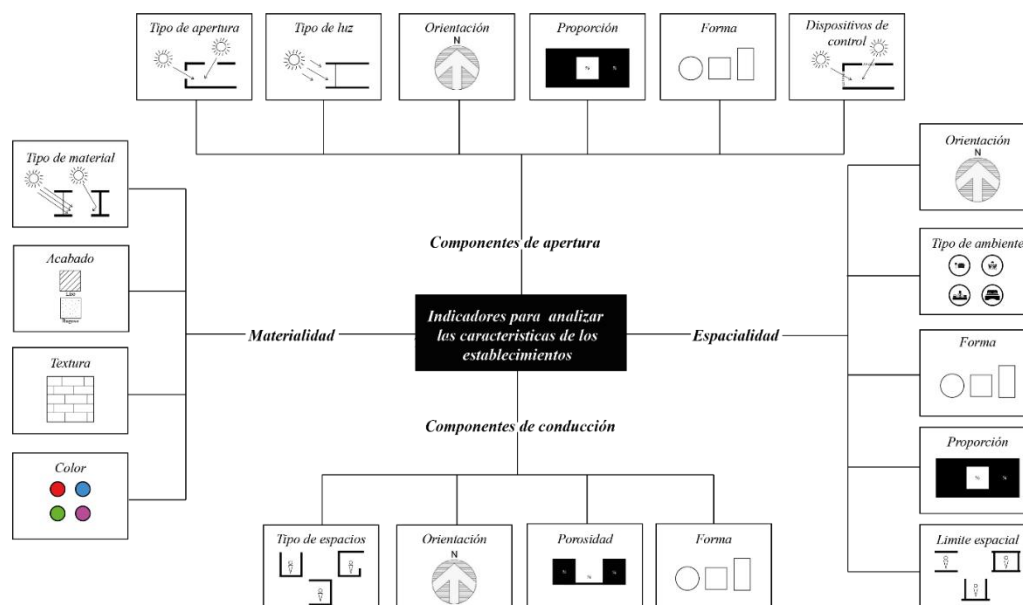 Tipo de apertura
Tipo de luz
Orientación
N
Proporción
Forma
Dispositivos de
control
Tipo de material
Acabado
Liso
Rugoso
Textura
Color
Componentes de apertura
Materialidad
Indicadores para analizar
las caracteristicas de los
establecimientos
Espacialidad
Componentes de conducción
Orientación
N
Tipo de ambiente
Forma
Proporción
Limite espacial
Tipo de espacios
Orientación
N
Porosidad
Forma